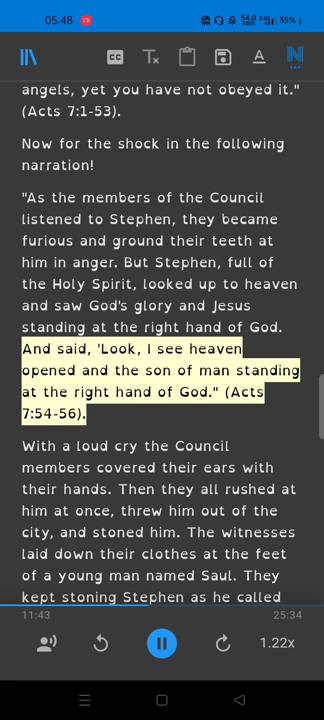 05.48
54.0
KB/s
35%
CC
angels, yet you have not obeyed it."
(Acts 7:1-53).
Now for the shock in the following
narration!
"As the members of the Council
listened to Stephen, they became
furious and ground their teeth at
him in anger. But Stephen, full of
the Holy Spirit, looked up to heaven
and saw God's glory and Jesus
standing at the right hand of God.
And said, 'Look, I see heaven
opened and the son of man standing
at the right hand of God." (Acts
7:54-56).
With a loud cry the Council
members covered their ears with
their hands. Then they all rushed at
him at once, threw him out of the
city, and stoned him. The witnesses
laid down their clothes at the feet
of a young man named Saul. They
kept stoning Stephen as he called
11:43
25:34
1.22x